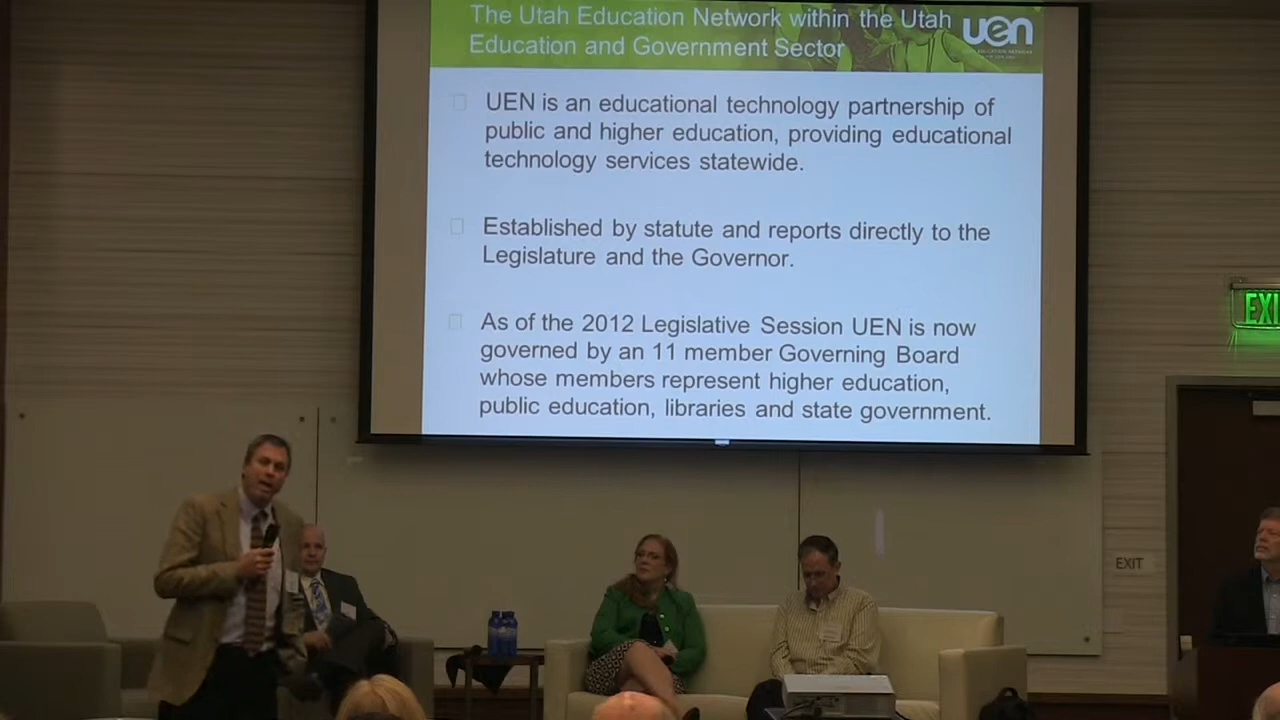 The Utah Education Network within the Utah
Education and Government Sector
uen
UEN is an educational technology partnership of
public and higher education, providing educational
technology services statewide.
Established by statute and reports directly to the
Legislature and the Governor.
As of the 2012 Legislative Session UEN is now
governed by an 11 member Governing Board
whose members represent higher education,
public education, libraries and state government.
EXI
EXIT